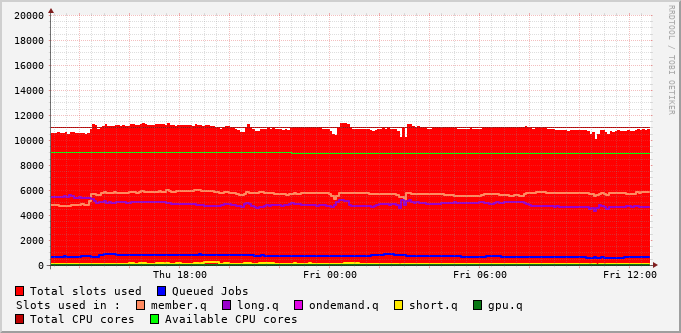 20000
18000
16000
14000
12000
10000
8000
6000
4000
2000
0
Thu 18:00 Fri 00:00 Fri 06:00 Fri 12:00
Total slots used Queued Jobs
Slots used in : member.q long.q ondemand.q short.q gpu.q
Total CPU cores Available CPU cores
RRDTOOL / TOBI OETIKER